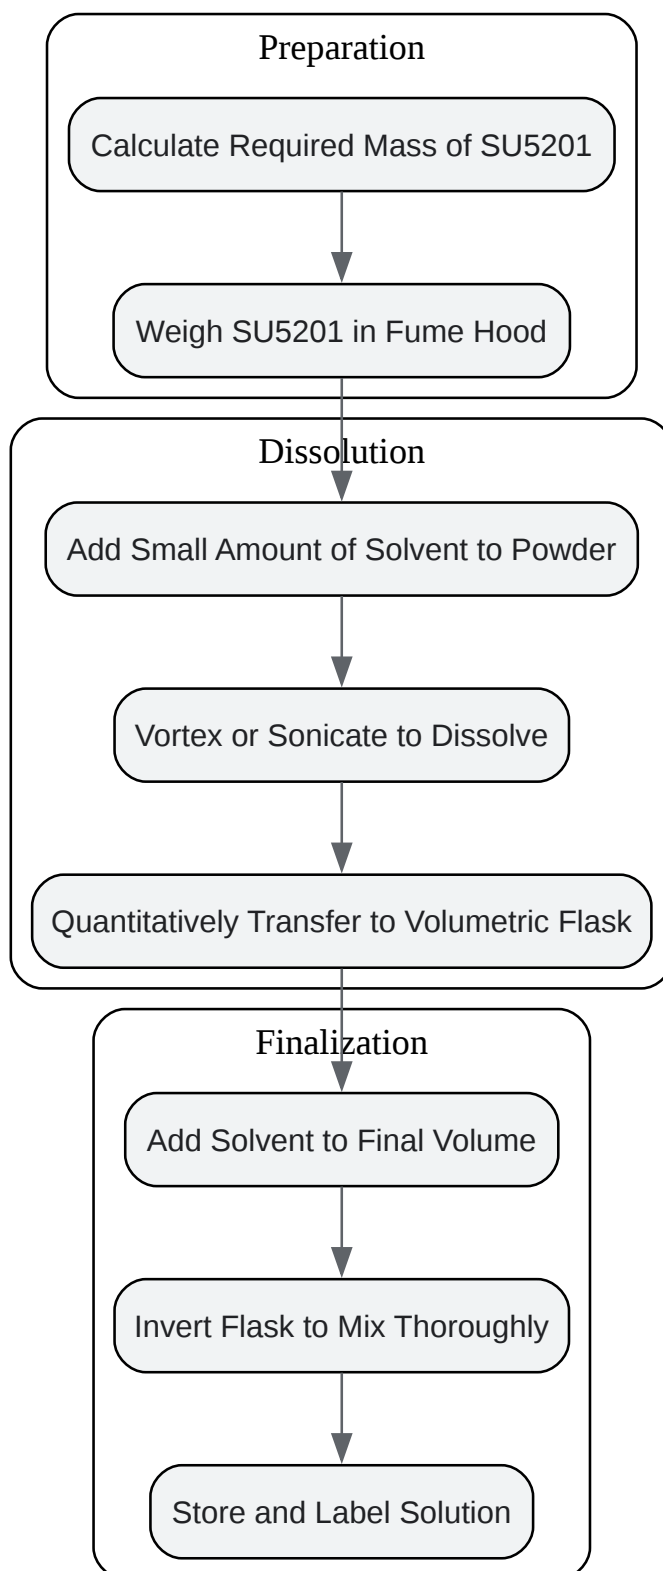 Preparation
Calculate Required Mass of SU5201
Weigh SU5201 in Fume Hood
Dissolution
Add Small Amount of Solvent to Powder
Vortex or Sonicate to Dissolve
Quantitatively Transfer to Volumetric Flask
Finalization
Add Solvent to Final Volume
Invert Flask to Mix Thoroughly
Store and Label Solution